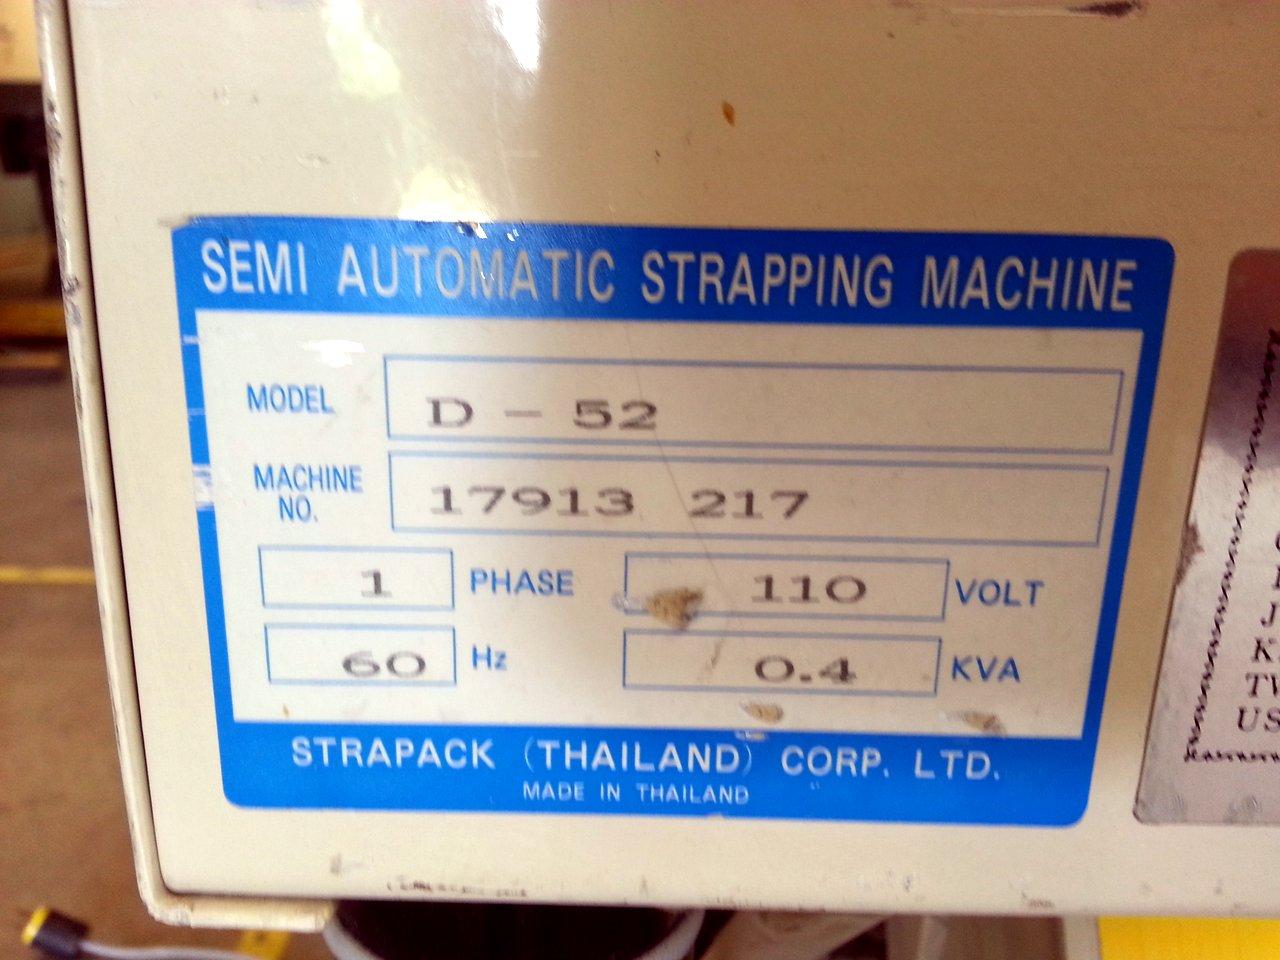 SEMI AUTOMATIC STRAPPING MACHINE
MODEL D - 52
MACHINE NO. 17913 217
1 PHASE 110 VOLT
60 Hz 0.4 KVA
STRAPACK (THAILAND) CORP. LTD.
MADE IN THAILAND